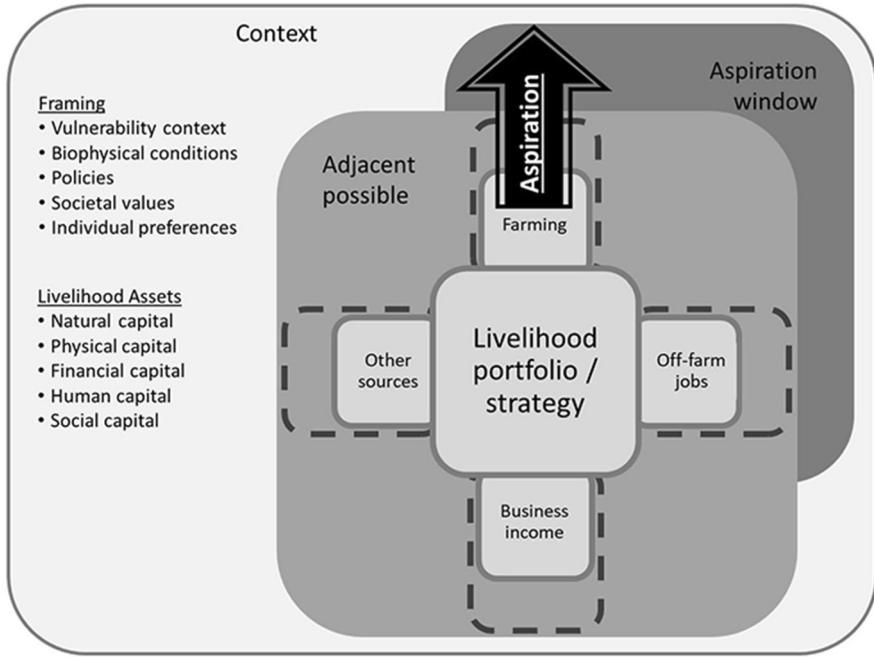 Context
Framing
• Vulnerability context
• Biophysical conditions
• Policies
• Societal values
• Individual preferences
Livelihood Assets
• Natural capital
• Physical capital
• Financial capital
• Human capital
• Social capital
Aspiration
window
Aspiration
Adjacent
possible
Farming
Other
sources
Livelihood
portfolio /
strategy
Off-farm
jobs
Business
income